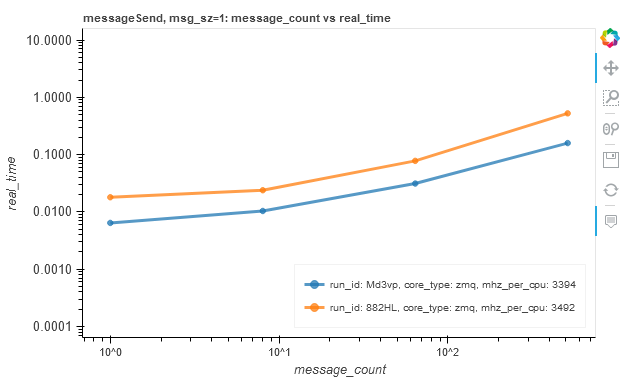 messageSend, msg_sz=1: message_count vs real_time
10.0000
1.0000
0.1000
0.0100
0.0010
0.0001
real_time
run_id: Md3vp, core_type: zmq, mhz_per_cpu: 3394
run_id: 882HL, core_type: zmq, mhz_per_cpu: 3492
10^0 10^1 10^2
message_count